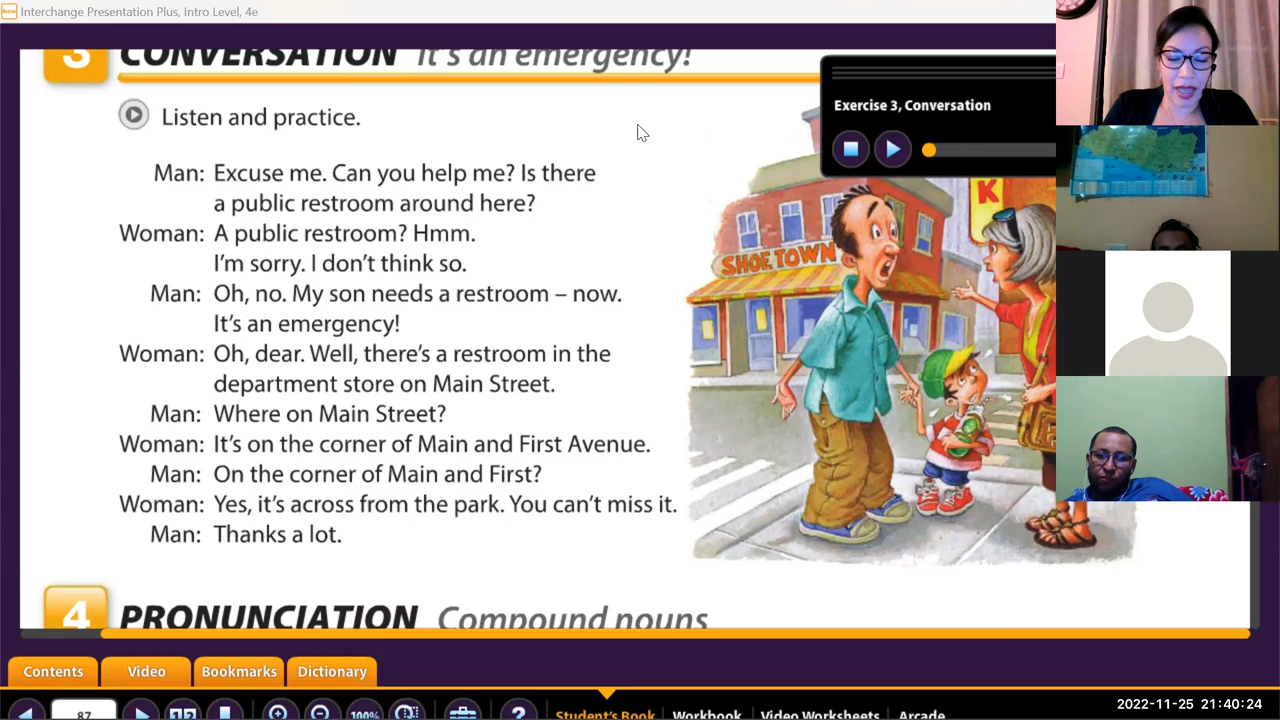 Interchange Presentation Plus, Intro Level, 4e
3 CONVERSATION It's an emergency!
Exercise 3, Conversation
Listen and practice.
Man: Excuse me. Can you help me? Is there
a public restroom around here?
Woman: A public restroom? Hmm.
I'm sorry. I don't think so.
Man: Oh, no. My son needs a restroom – now.
It's an emergency!
Woman: Oh, dear. Well, there's a restroom in the
department store on Main Street.
Man: Where on Main Street?
Woman: It's on the corner of Main and First Avenue.
Man: On the corner of Main and First?
Woman: Yes, it's across from the park. You can't miss it.
Man: Thanks a lot.
SHOE TOWN
K
4 PRONUNCIATION Compound nouns
Contents Video Bookmarks Dictionary
87 100% ? Student's Book Workbook Video Worksheets Arcade
2022-11-25 21:40:24